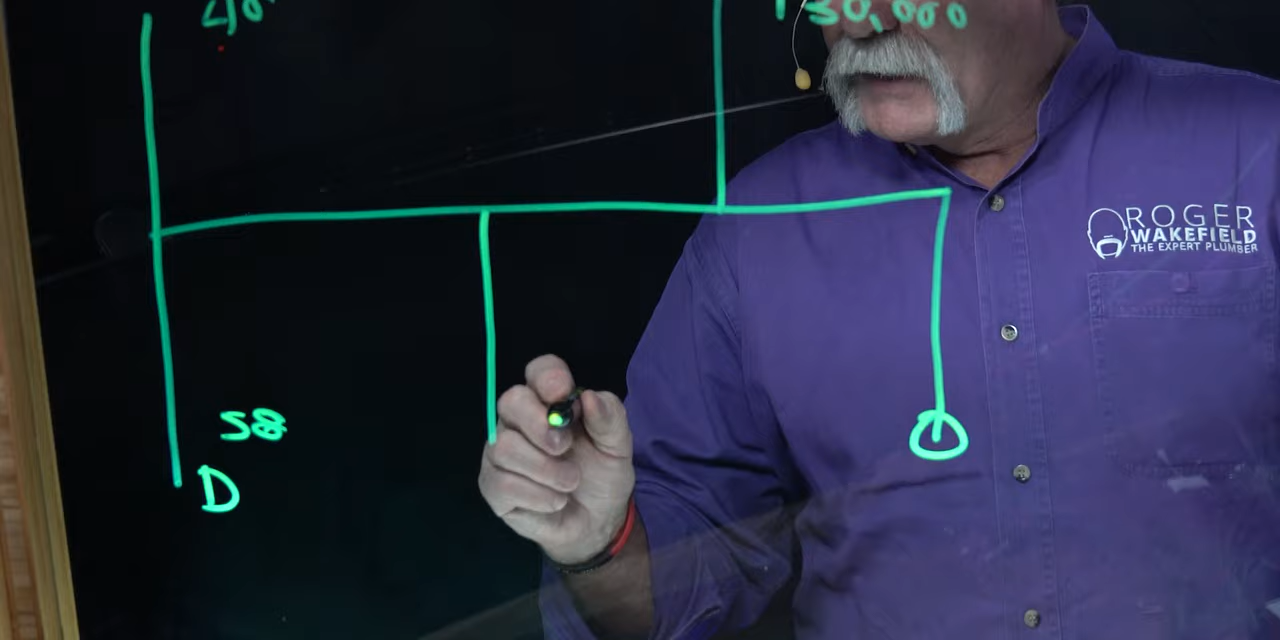 30,000
58
D
ROGER
WAKEFIELD
THE EXPERT PLUMBER